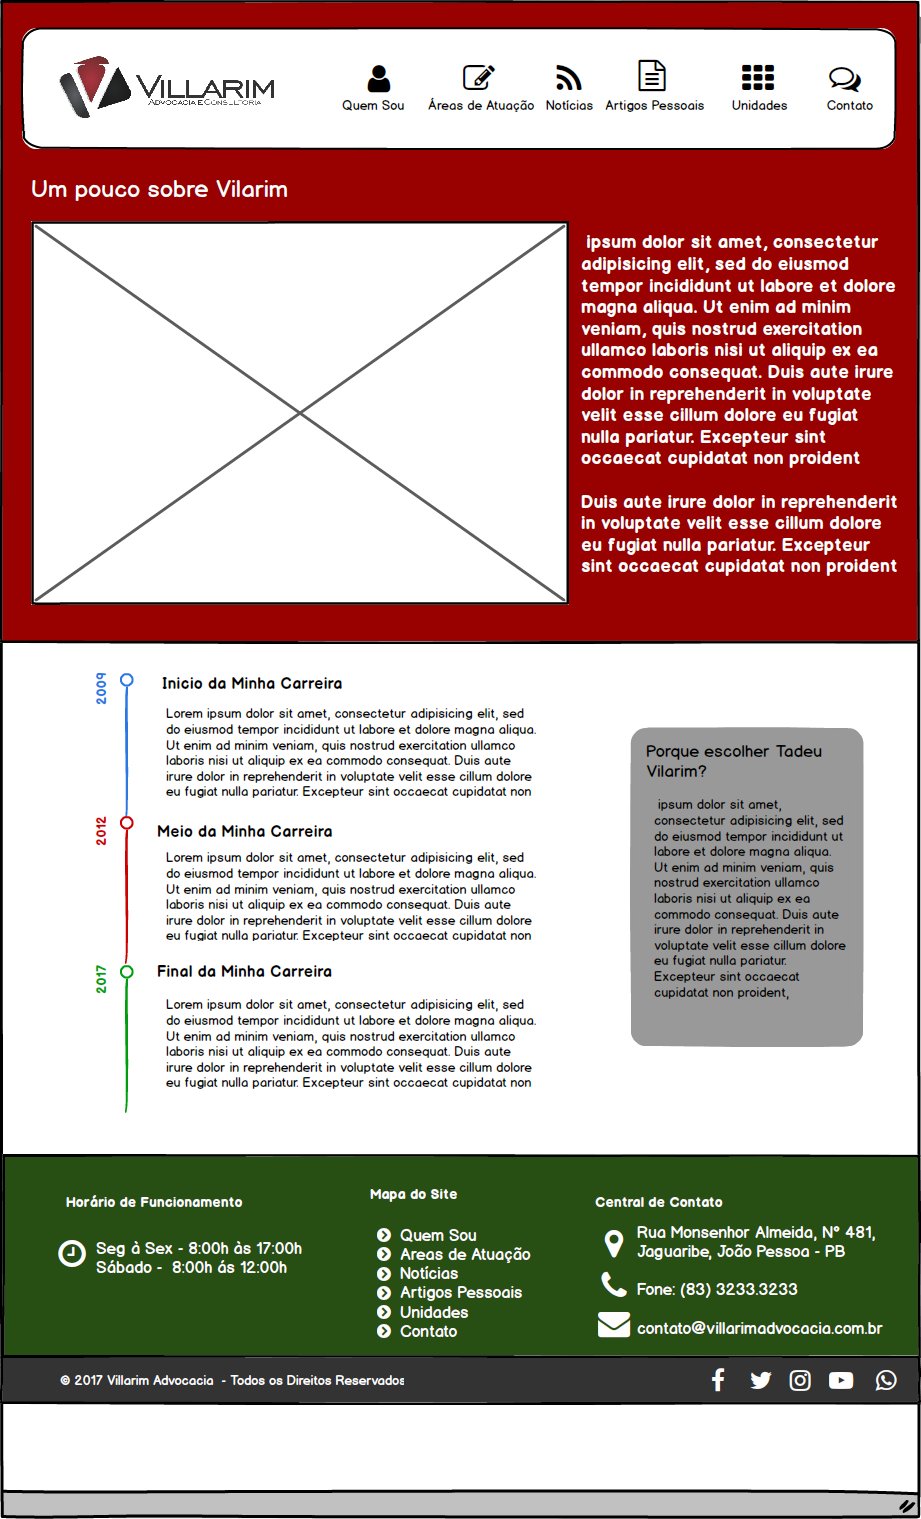 VILLARIM
ADVOCACIA E CONSULTORIA
Quem Sou
Áreas de Atuação
Notícias
Artigos Pessoais
Unidades
Contato
Um pouco sobre Vilarim
ipsum dolor sit amet, consectetur
adipisicing elit, sed do eiusmod
tempor incididunt ut labore et dolore
magna aliqua. Ut enim ad minim
veniam, quis nostrud exercitation
ullamco laboris nisi ut aliquip ex ea
commodo consequat. Duis aute irure
dolor in reprehenderit in voluptate
velit esse cillum dolore eu fugiat
nulla pariatur. Excepteur sint
occaecat cupidatat non proident
Duis aute irure dolor in reprehenderit
in voluptate velit esse cillum dolore
eu fugiat nulla pariatur. Excepteur
sint occaecat cupidatat non proident
2009
Inicio da Minha Carreira
Lorem ipsum dolor sit amet, consectetur adipisicing elit, sed
do eiusmod tempor incididunt ut labore et dolore magna aliqua.
Ut enim ad minim veniam, quis nostrud exercitation ullamco
laboris nisi ut aliquip ex ea commodo consequat. Duis aute
irure dolor in reprehenderit in voluptate velit esse cillum dolore
eu fugiat nulla pariatur. Excepteur sint occaecat cupidatat non
2012
Meio da Minha Carreira
Lorem ipsum dolor sit amet, consectetur adipisicing elit, sed
do eiusmod tempor incididunt ut labore et dolore magna aliqua.
Ut enim ad minim veniam, quis nostrud exercitation ullamco
laboris nisi ut aliquip ex ea commodo consequat. Duis aute
irure dolor in reprehenderit in voluptate velit esse cillum dolore
eu fugiat nulla pariatur. Excepteur sint occaecat cupidatat non
2017
Final da Minha Carreira
Lorem ipsum dolor sit amet, consectetur adipisicing elit, sed
do eiusmod tempor incididunt ut labore et dolore magna aliqua.
Ut enim ad minim veniam, quis nostrud exercitation ullamco
laboris nisi ut aliquip ex ea commodo consequat. Duis aute
irure dolor in reprehenderit in voluptate velit esse cillum dolore
eu fugiat nulla pariatur. Excepteur sint occaecat cupidatat non
Porque escolher Tadeu
Vilarim?
ipsum dolor sit amet,
consectetur adipisicing elit, sed
do eiusmod tempor incididunt ut
labore et dolore magna aliqua.
Ut enim ad minim veniam, quis
nostrud exercitation ullamco
laboris nisi ut aliquip ex ea
commodo consequat. Duis aute
irure dolor in reprehenderit in
voluptate velit esse cillum dolore
eu fugiat nulla pariatur.
Excepteur sint occaecat
cupidatat non proident,
Horário de Funcionamento
Seg à Sex - 8:00h às 17:00h
Sábado -  8:00h ás 12:00h
Mapa do Site
Quem Sou
Areas de Atuação
Notícias
Artigos Pessoais
Unidades
Contato
Central de Contato
Rua Monsenhor Almeida, Nº 481,
Jaguaribe, João Pessoa - PB
Fone: (83) 3233.3233
contato@villarimadvocacia.com.br
© 2017 Villarim Advocacia  - Todos os Direitos Reservados